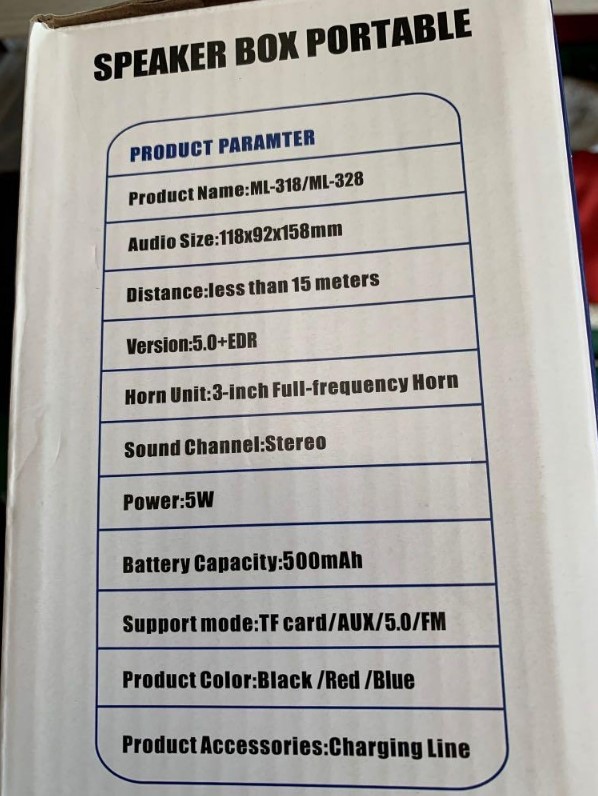 SPEAKER BOX PORTABLE
PRODUCT PARAMTER
Product Name:ML-318/ML-328
Audio Size:118x92x158mm
Distance:less than 15 meters
Version:5.0+EDR
Horn Unit:3-inch Full-frequency Horn
Sound Channel:Stereo
Power:5W
Battery Capacity:500mAh
Support mode:TF card/AUX/5.0/FM
Product Color:Black /Red /Blue
Product Accessories:Charging Line